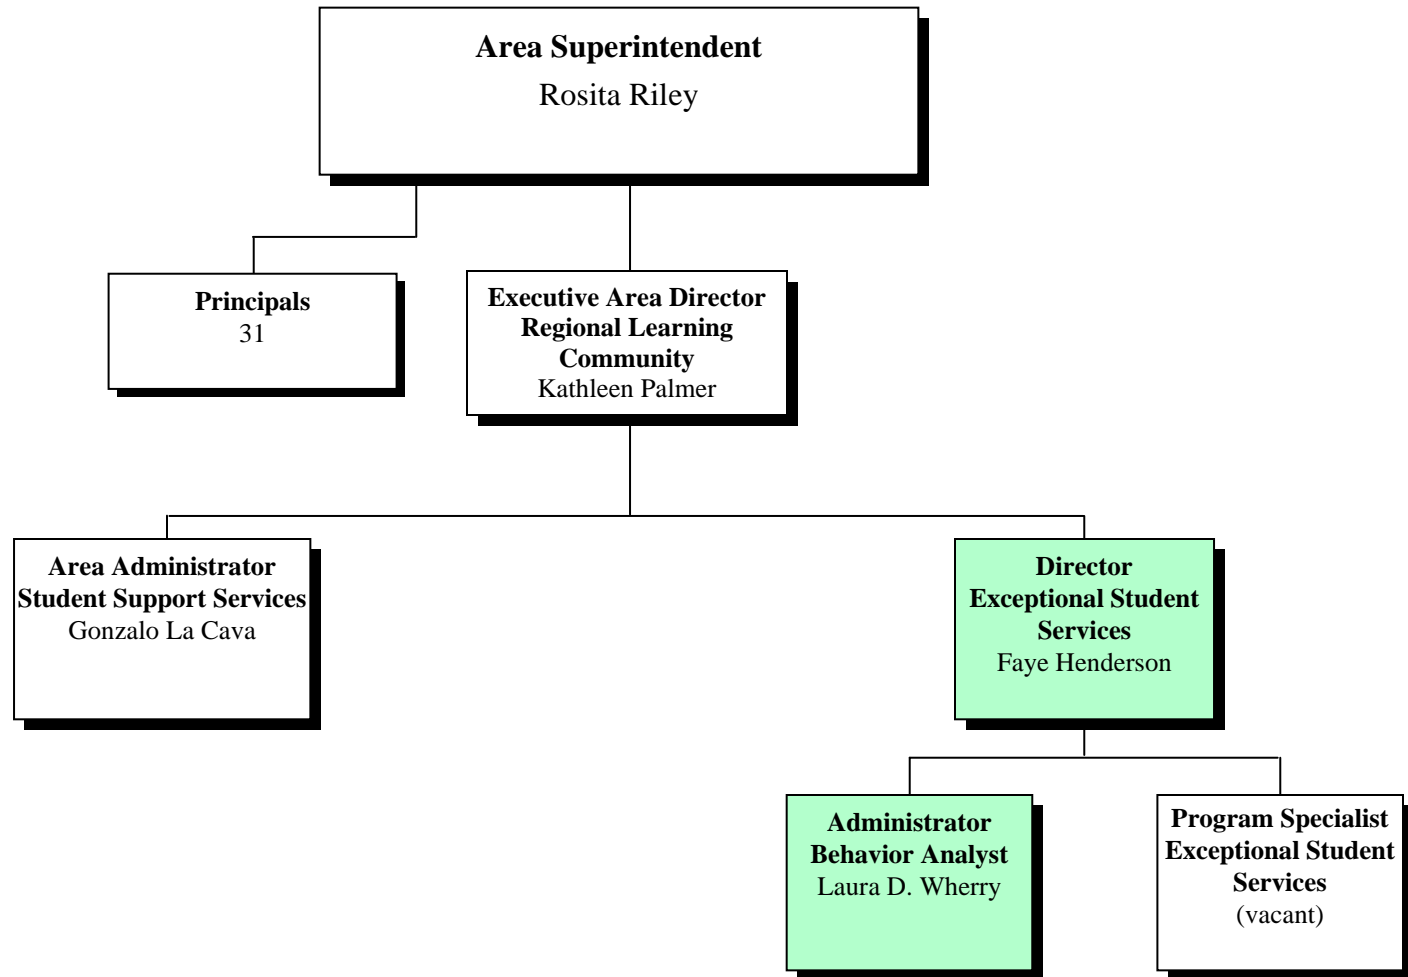 Area Superintendent
Rosita Riley
Principals
31
Executive Area Director
Regional Learning
Community
Kathleen Palmer
Area Administrator
Student Support Services
Gonzalo La Cava
Director
Exceptional Student
Services
Faye Henderson
Administrator
Behavior Analyst
Laura D. Wherry
Program Specialist
Exceptional Student
Services
(vacant)